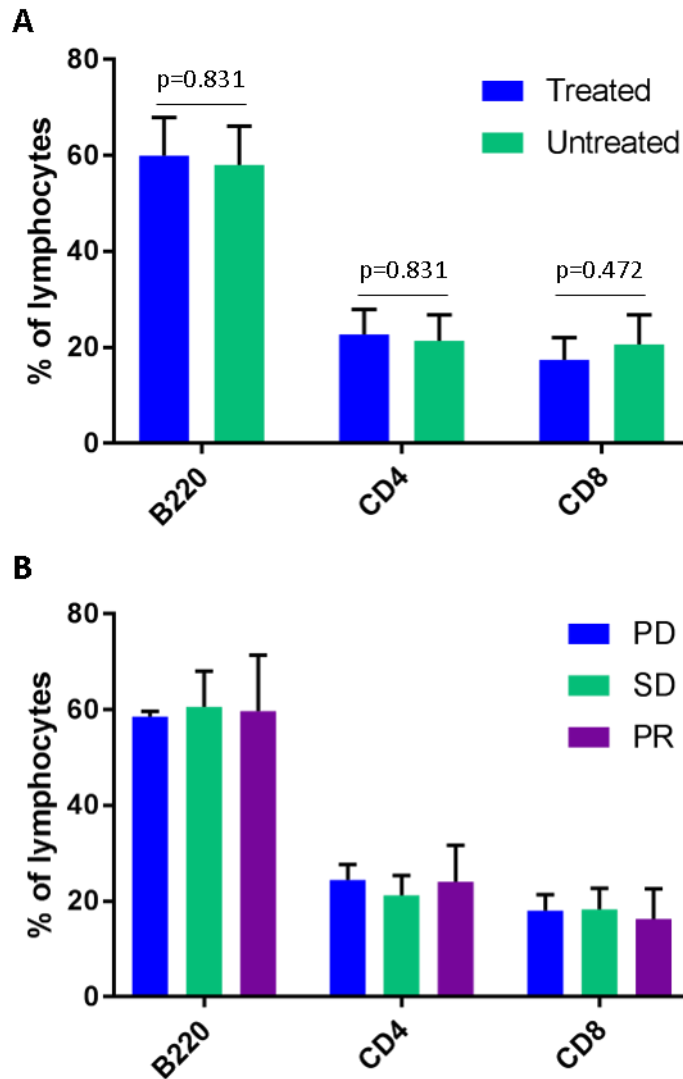 A
80
60
40
20
0
% of lymphocytes
p=0.831
p=0.831
p=0.472
Treated
Untreated
B220
CD4
CD8
B
80
60
40
20
0
% of lymphocytes
PD
SD
PR
B220
CD4
CD8